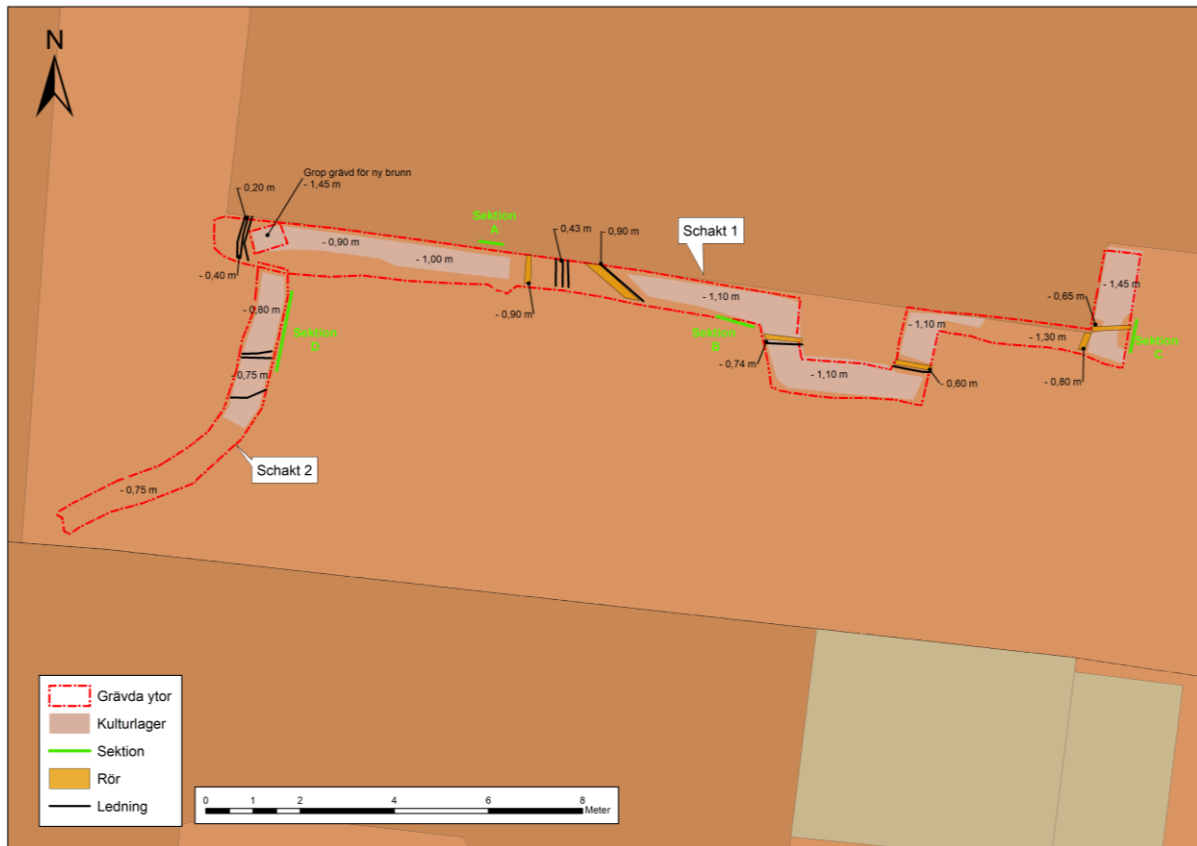 N
- 0,20 m
Grop grävd för ny brunn
- 1,45 m
- 0,90 m
- 0,40 m
Sektion
A
- 1,00 m
- 0,43 m
- 0,90 m
Schakt 1
- 0,90 m
- 1,10 m
- 0,80 m
Sektion
D
- 0,75 m
Sektion
B
- 0,74 m
- 1,10 m
- 1,10 m
- 0,60 m
- 1,30 m
- 0,65 m
- 1,45 m
Sektion
C
- 0,80 m
Schakt 2
- 0,75 m
Grävda ytor
Kulturlager
Sektion
Rör
Ledning
0 1 2 4 6 8
Meter